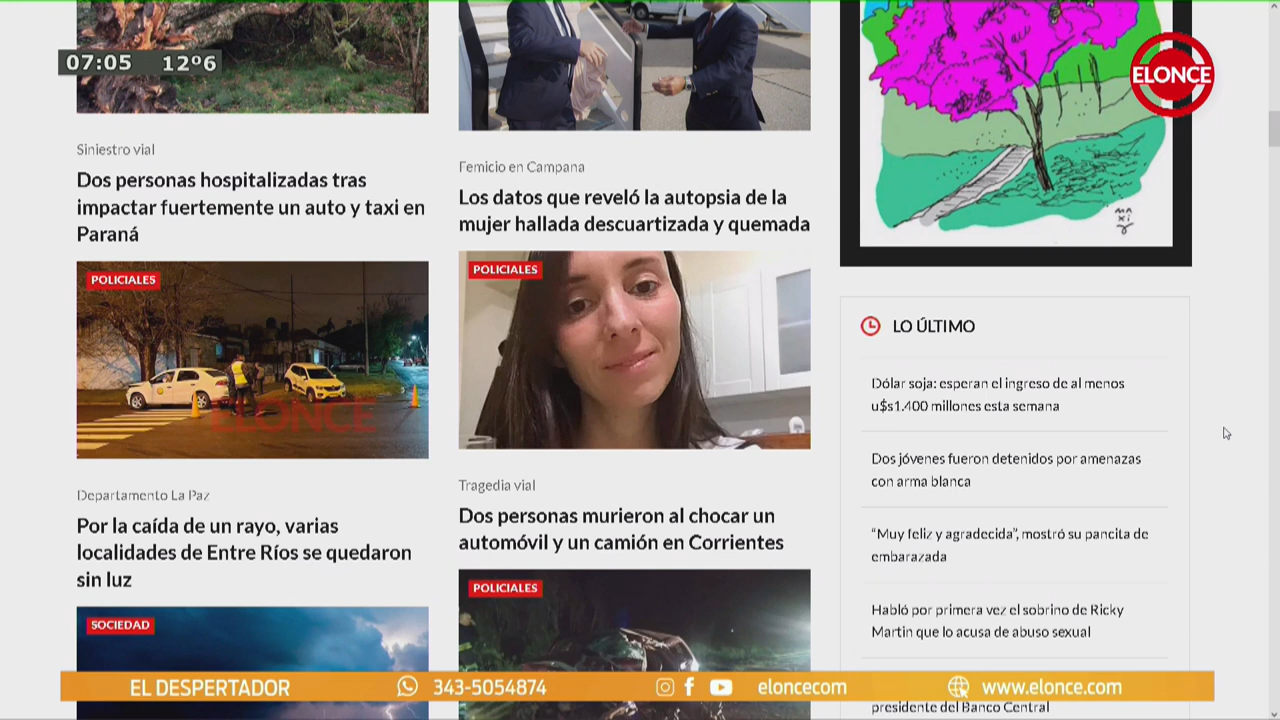 07:05 12º6
ELONCE
Siniestro vial
Dos personas hospitalizadas tras
impactar fuertemente un auto y taxi en
Paraná
POLICIALES
ELONCE
Departamento La Paz
Por la caída de un rayo, varias
localidades de Entre Ríos se quedaron
sin luz
SOCIEDAD
Femicio en Campana
Los datos que reveló la autopsia de la
mujer hallada descuartizada y quemada
POLICIALES
Tragedia vial
Dos personas murieron al chocar un
automóvil y un camión en Corrientes
POLICIALES
LO ÚLTIMO
Dólar soja: esperan el ingreso de al menos
u$s1.400 millones esta semana
Dos jóvenes fueron detenidos por amenazas
con arma blanca
“Muy feliz y agradecida”, mostró su pancita de
embarazada
Habló por primera vez el sobrino de Ricky
Martin que lo acusa de abuso sexual
presidente del Banco Central
EL DESPERTADOR 343-5054874 eloncecom www.elonce.com